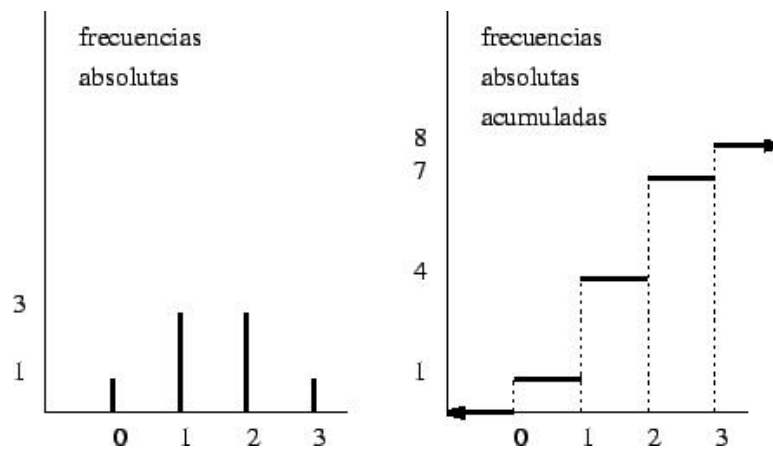 frecuencias
absolutas
3
1
0 1 2 3
frecuencias
absolutas
acumuladas
8
7
4
1
0 1 2 3